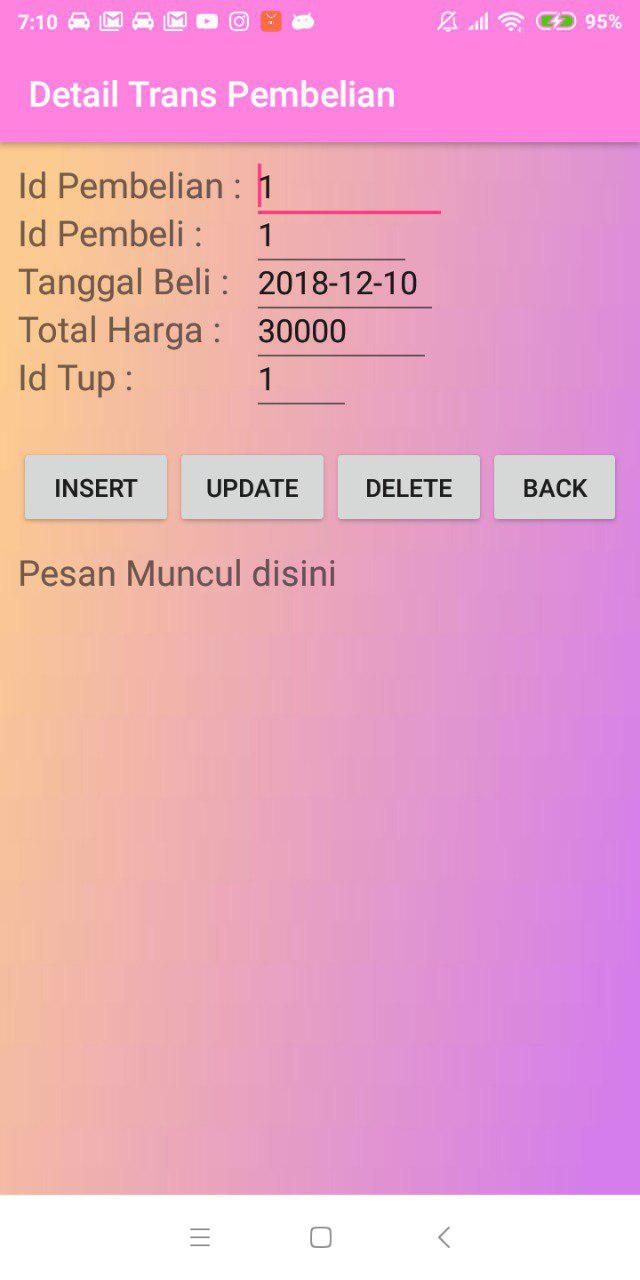 7:10 95%
Detail Trans Pembelian
Id Pembelian : 1
Id Pembeli : 1
Tanggal Beli : 2018-12-10
Total Harga : 30000
Id Tup : 1
INSERT UPDATE DELETE BACK
Pesan Muncul disini